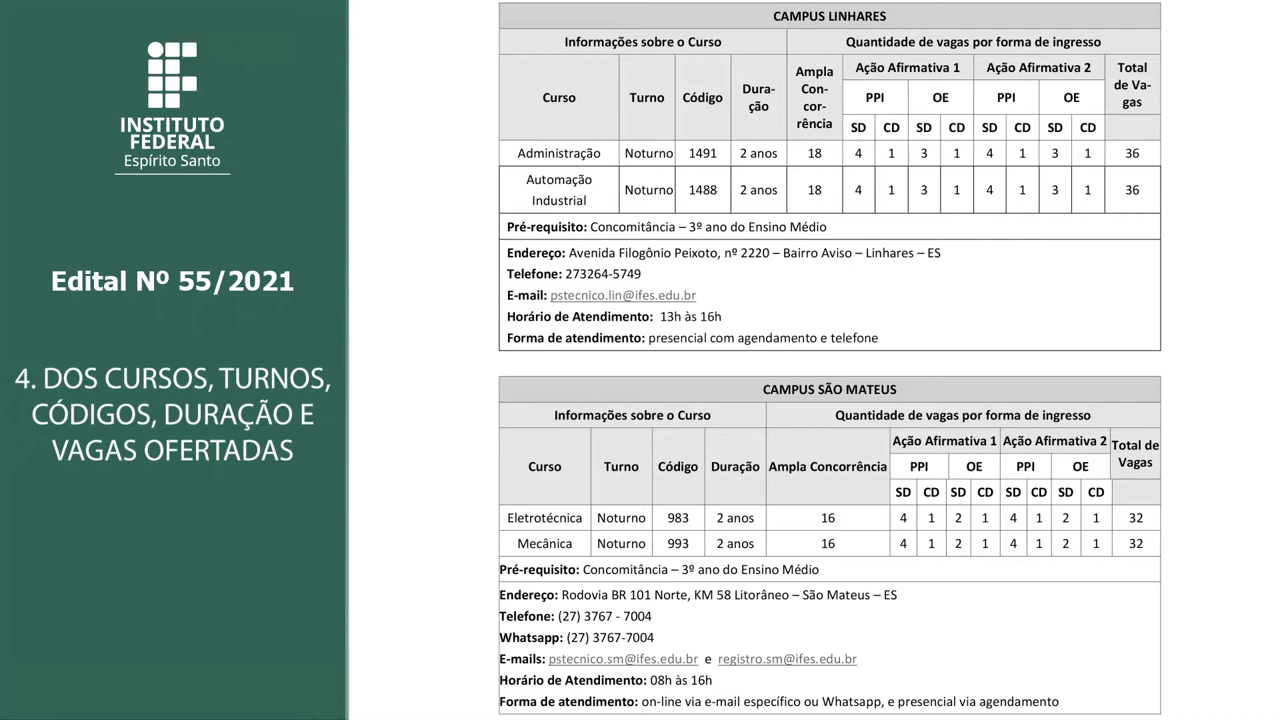 INSTITUTO
FEDERAL
Espírito Santo
Edital Nº 55/2021
4. DOS CURSOS, TURNOS,
CÓDIGOS, DURAÇÃO E
VAGAS OFERTADAS
CAMPUS LINHARES
Informações sobre o Curso Quantidade de vagas por forma de ingresso
Curso Turno Código Dura-
ção Ampla
Con-
cor-
rência Ação Afirmativa 1 Ação Afirmativa 2 Total
de Va-
gas
PPI OE PPI OE
SD CD SD CD SD CD SD CD
Administração Noturno 1491 2 anos 18 4 1 3 1 4 1 3 1 36
Automação
Industrial Noturno 1488 2 anos 18 4 1 3 1 4 1 3 1 36
Pré-requisito: Concomitância – 3º ano do Ensino Médio
Endereço: Avenida Filogônio Peixoto, nº 2220 – Bairro Aviso – Linhares – ES
Telefone: 273264-5749
E-mail: pstecnico.lin@ifes.edu.br
Horário de Atendimento: 13h às 16h
Forma de atendimento: presencial com agendamento e telefone
CAMPUS SÃO MATEUS
Informações sobre o Curso Quantidade de vagas por forma de ingresso
Curso Turno Código Duração Ampla Concorrência Ação Afirmativa 1 Ação Afirmativa 2 Total de
Vagas
PPI OE PPI OE
SD CD SD CD SD CD SD CD
Eletrotécnica Noturno 983 2 anos 16 4 1 2 1 4 1 2 1 32
Mecânica Noturno 993 2 anos 16 4 1 2 1 4 1 2 1 32
Pré-requisito: Concomitância – 3º ano do Ensino Médio
Endereço: Rodovia BR 101 Norte, KM 58 Litorâneo – São Mateus – ES
Telefone: (27) 3767 - 7004
Whatsapp: (27) 3767-7004
E-mails: pstecnico.sm@ifes.edu.br e registro.sm@ifes.edu.br
Horário de Atendimento: 08h às 16h
Forma de atendimento: on-line via e-mail específico ou Whatsapp, e presencial via agendamento